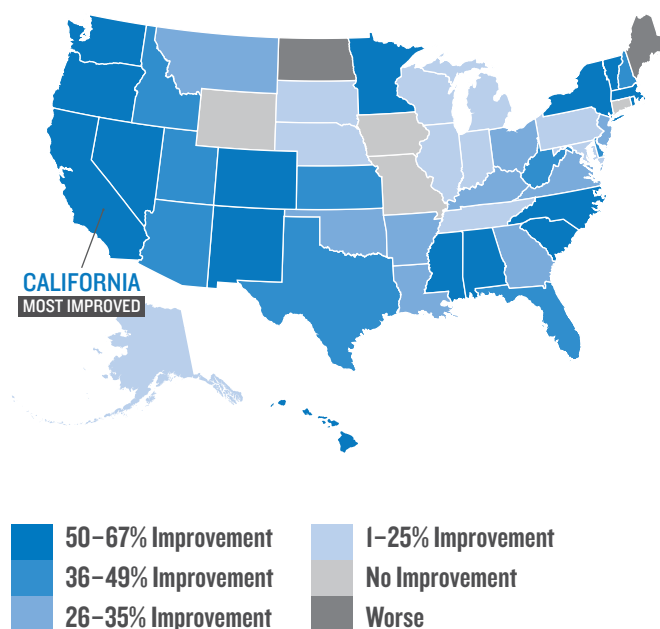 CALIFORNIA
MOST IMPROVED
50–67% Improvement
36–49% Improvement
26–35% Improvement
1–25% Improvement
No Improvement
Worse